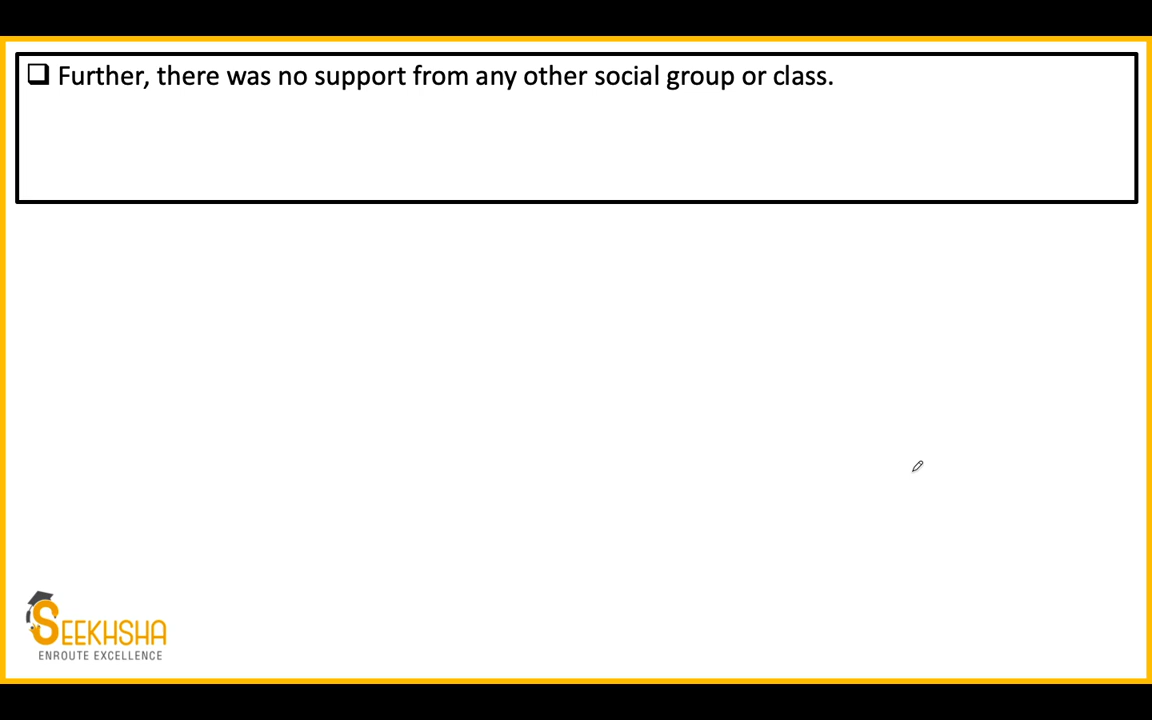 Further, there was no support from any other social group or class.
SEEKHSHA
ENROUTE EXCELLENCE